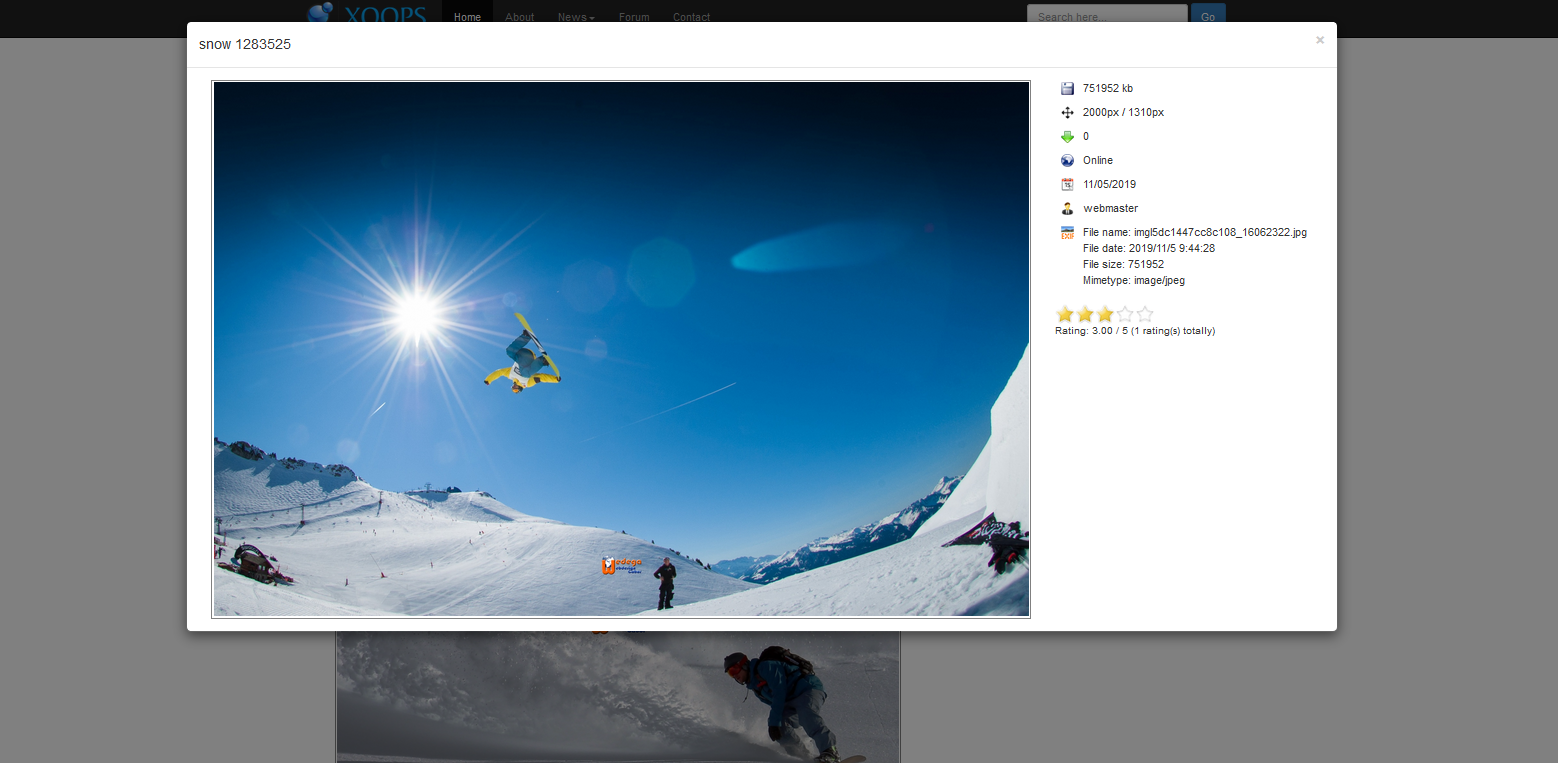 XOOPS
Home
About
News
Forum
Contact
Search here...
Go
snow 1283525
×
751952 kb
2000px / 1310px
0
Online
11/05/2019
webmaster
EXIF
File name: imgl5dc1447cc8c108_16062322.jpg
File date: 2019/11/5 9:44:28
File size: 751952
Mimetype: image/jpeg
Rating: 3.00 / 5 (1 rating(s) totally)
Wedega